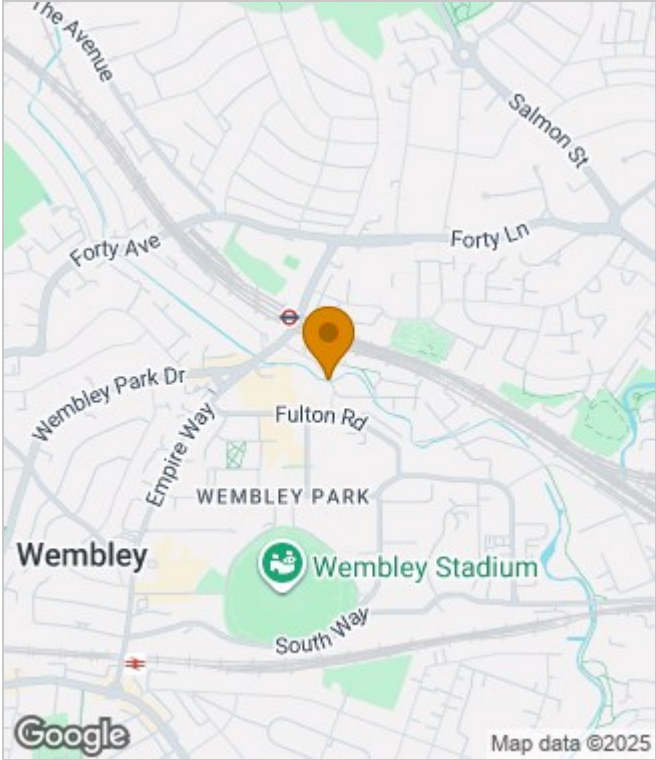 The Avenue
Salmon St
Forty Ln
Forty Ave
Wembley Park Dr
Empire Way
Fulton Rd
WEMBLEY PARK
Wembley
Wembley Stadium
South Way
Google
Map data ©2025